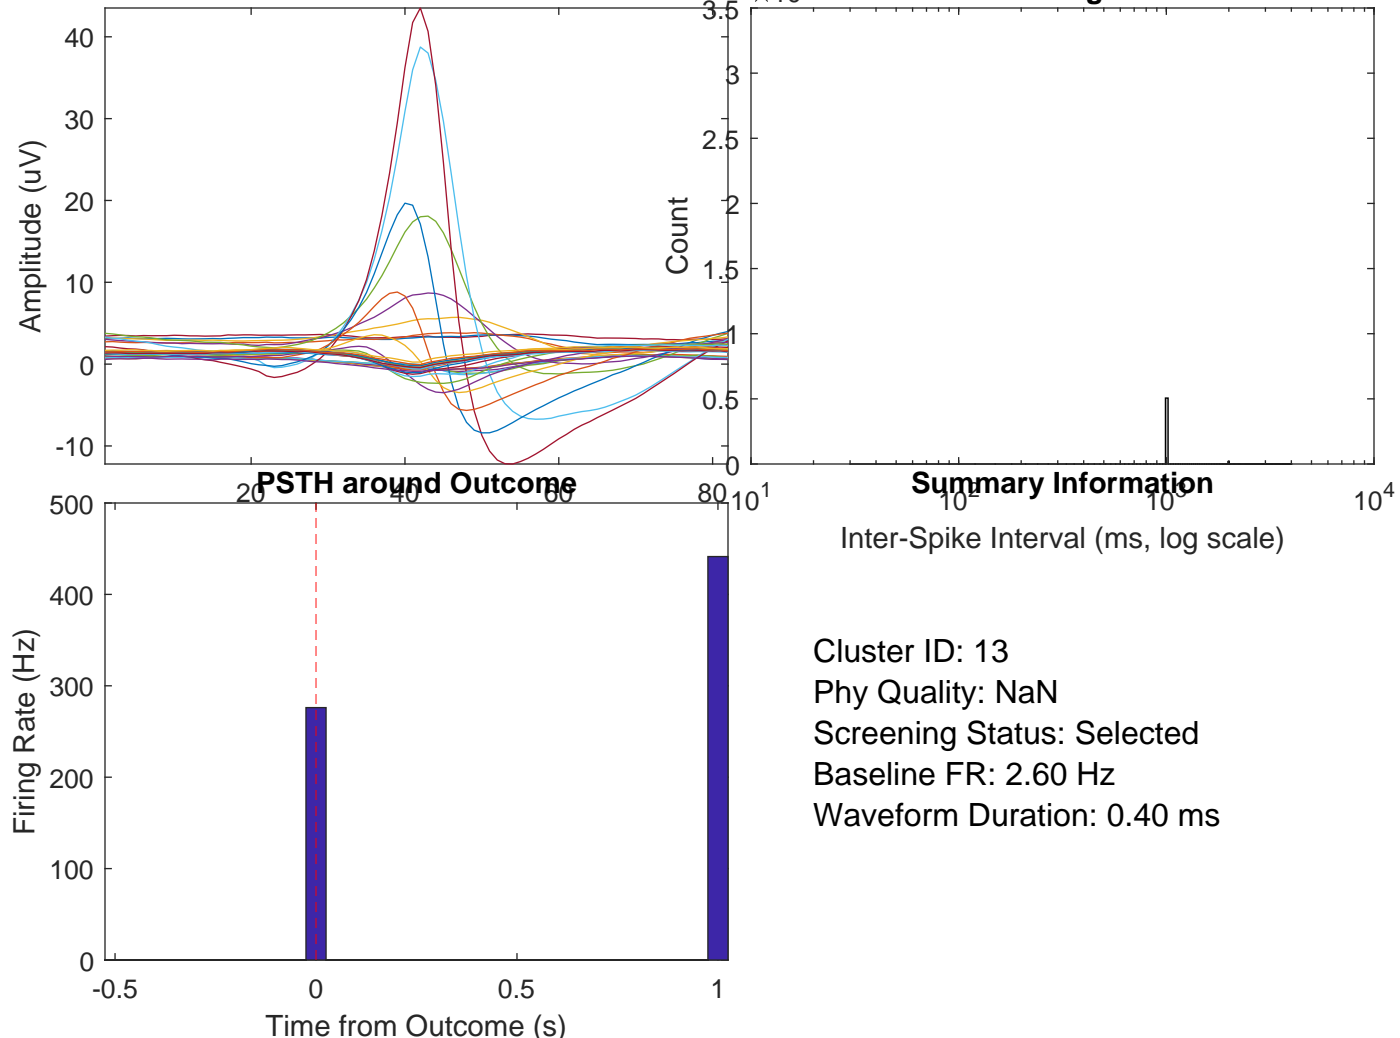 40
30
20
10
0
-10
Amplitude (uV)
20
40
60
80
3.5
3
2.5
2
1.5
1
0.5
0
Count
10^1
10^2
10^3
10^4
Inter-Spike Interval (ms, log scale)
PSTH around Outcome
500
400
300
200
100
0
Firing Rate (Hz)
-0.5
0
0.5
1
Time from Outcome (s)
Summary Information
Cluster ID: 13
Phy Quality: NaN
Screening Status: Selected
Baseline FR: 2.60 Hz
Waveform Duration: 0.40 ms